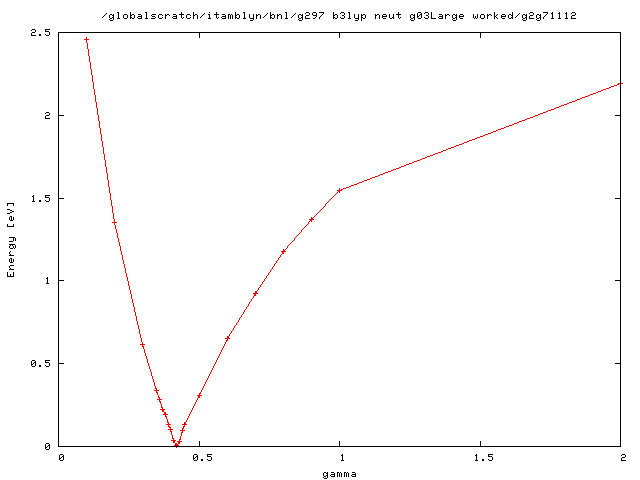 /globalscratch/itamblyn/bnl/g297 b3lyp neut g03Large worked/g2g71112
2.5
2
1.5
1
0.5
0
Energy [eV]
0 0.5 1 1.5 2
gamma